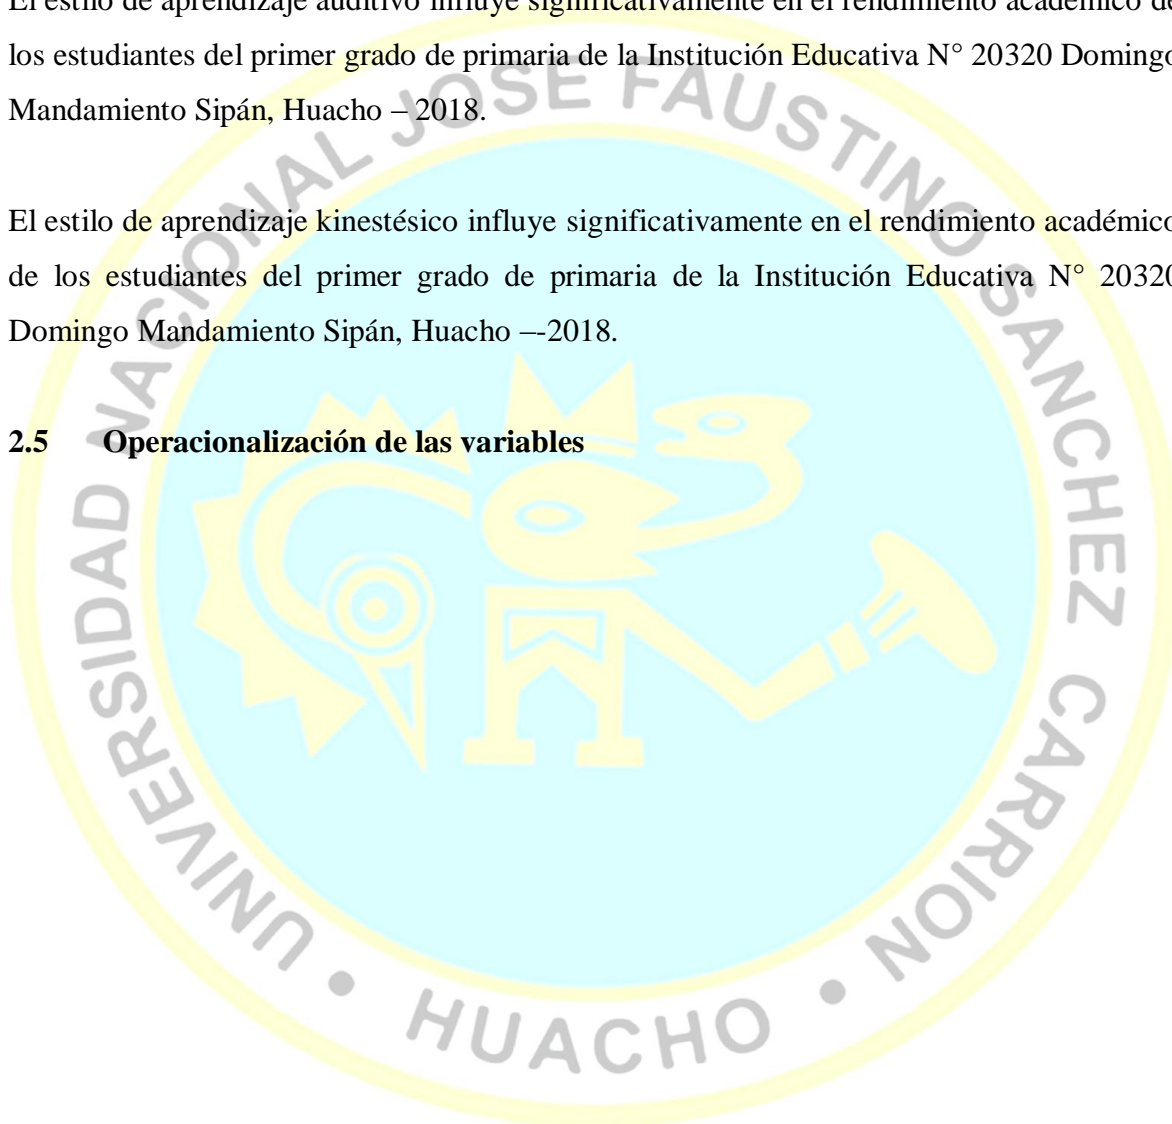 El estilo de aprendizaje auditivo influye significativamente en el rendimiento académico de
los estudiantes del primer grado de primaria de la Institución Educativa N° 20320 Domingo
Mandamiento Sipán, Huacho – 2018.
El estilo de aprendizaje kinestésico influye significativamente en el rendimiento académico
de los estudiantes del primer grado de primaria de la Institución Educativa N° 20320
Domingo Mandamiento Sipán, Huacho –-2018.
2.5 Operacionalización de las variables
UNIVERSIDAD NACIONAL JOSE FAUSTINO SANCHEZ CARRION • HUACHO •